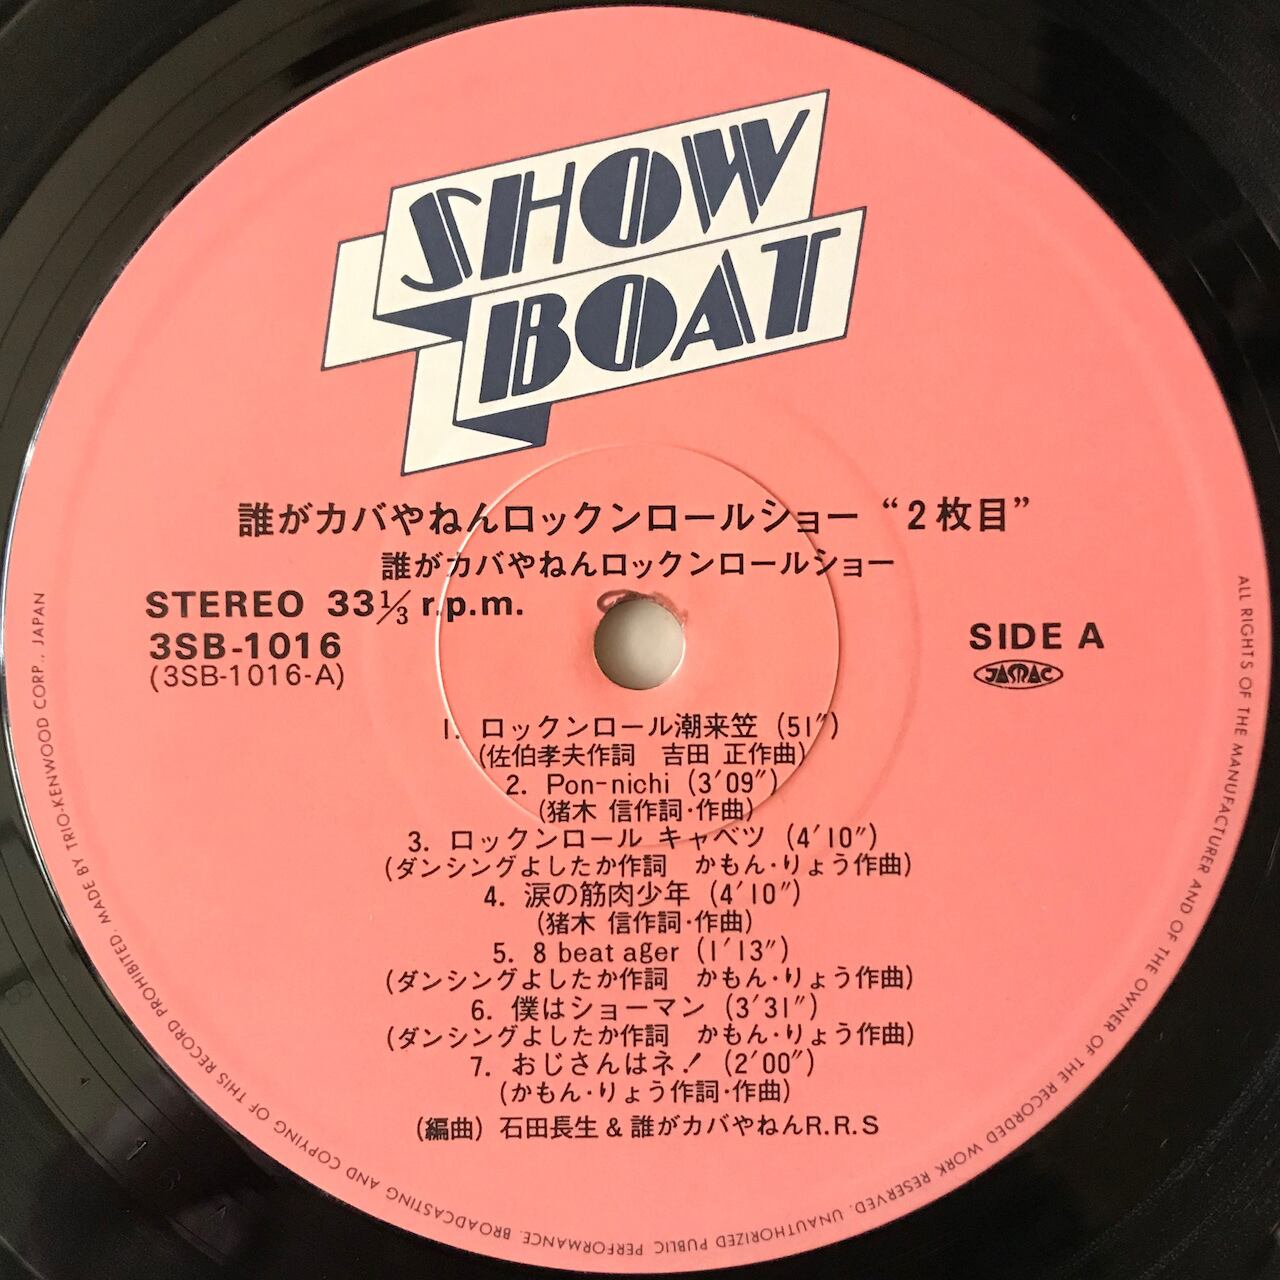 SHOW
BOAT
誰がカバやねんロックンロールショー “2枚目”
誰がカバやねんロックンロールショー
STEREO 33 1/3 r.p.m.
3SB-1016
(3SB-1016-A)
SIDE A
JASRAC
1. ロックンロール潮来笠 (51″)
(佐伯孝夫作詞 吉田 正作曲)
2. Pon-nichi (3′09″)
(猪木 信作詞・作曲)
3. ロックンロール キャベツ (4′10″)
(ダンシングよしたか作詞 かもん・りょう作曲)
4. 涙の筋肉少年 (4′10″)
(猪木 信作詞・作曲)
5. 8 beat ager (1′13″)
(ダンシングよしたか作詞 かもん・りょう作曲)
6. 僕はショーマン (3′31″)
(ダンシングよしたか作詞 かもん・りょう作曲)
7. おじさんはネ! (2′00″)
(かもん・りょう作詞・作曲)
(編曲) 石田長生 & 誰がカバやねんR.R.S
ALL RIGHTS OF THE MANUFACTURER AND OF THE OWNER OF THE RECORDED WORK RESERVED. UNAUTHORIZED PUBLIC PERFORMANCE. BROADCASTING AND COPYING OF THIS RECORD PROHIBITED. MADE BY TRIO-KENWOOD CORP., JAPAN